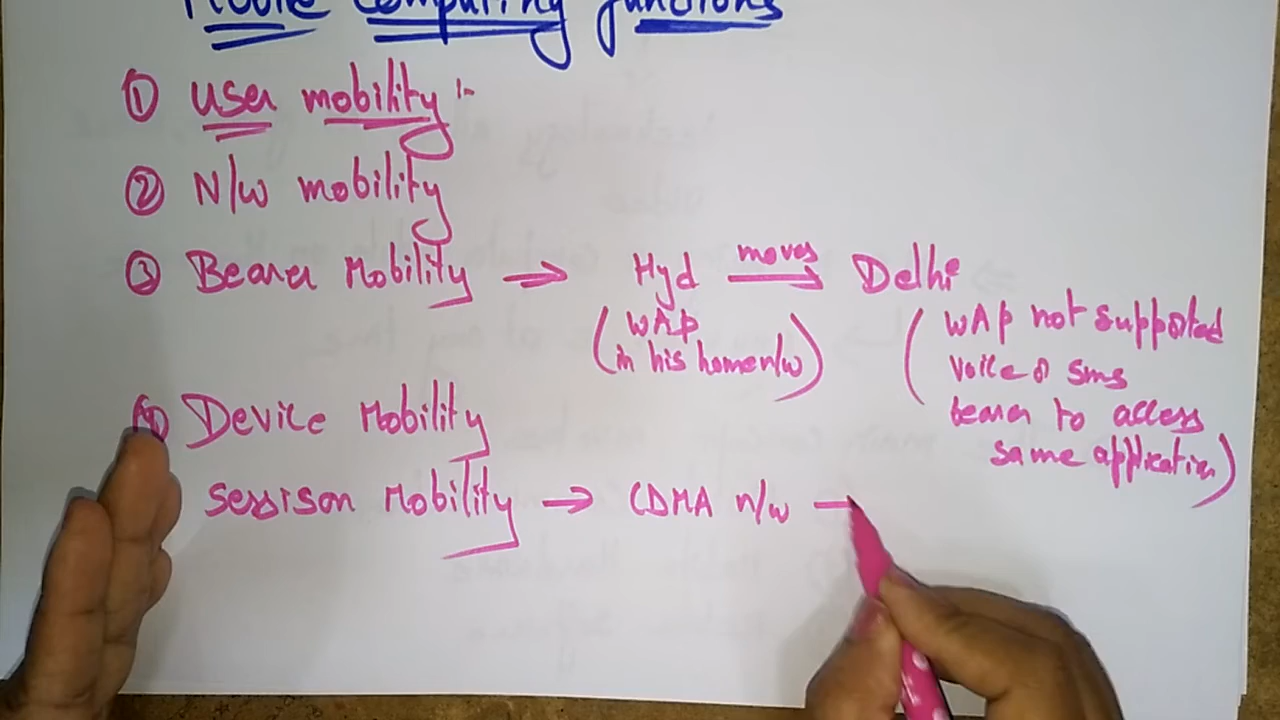 Mobile Computing functions
① user mobility :-
② N/w mobility
③ Bearer Mobility → Hyd moves → Delhi
(WAP in his home n/w)
(WAP not supported
voice or sms
bearer to access
same application)
④ Device Mobility
Sessison Mobility → CDMA n/w —